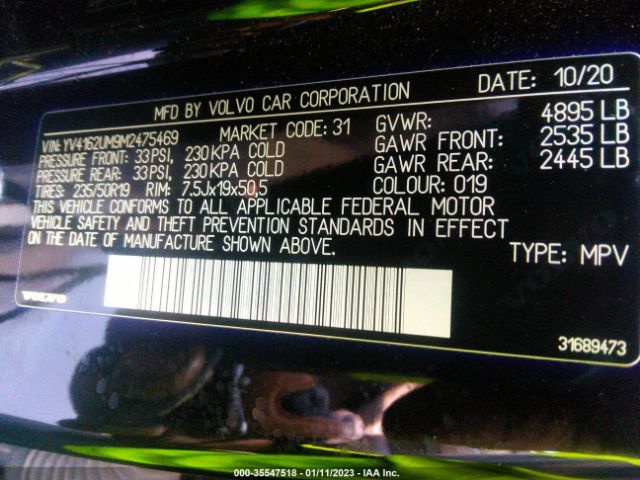 MFD BY VOLVO CAR CORPORATION DATE: 10/20
VIN: YV4162UM9M2475469 MARKET CODE: 31 GVWR: 4895 LB
PRESSURE FRONT: 33 PSI, 230 KPA COLD GAWR FRONT: 2535 LB
PRESSURE REAR: 33 PSI, 230 KPA COLD GAWR REAR: 2445 LB
TIRES: 235/50R19 RIM: 7.5Jx19x50,5 COLOUR: 019
THIS VEHICLE CONFORMS TO ALL APPLICABLE FEDERAL MOTOR
VEHICLE SAFETY AND THEFT PREVENTION STANDARDS IN EFFECT
ON THE DATE OF MANUFACTURE SHOWN ABOVE. TYPE: MPV
VOLVO 31689473
000-35547518 - 01/11/2023 - IAA Inc.